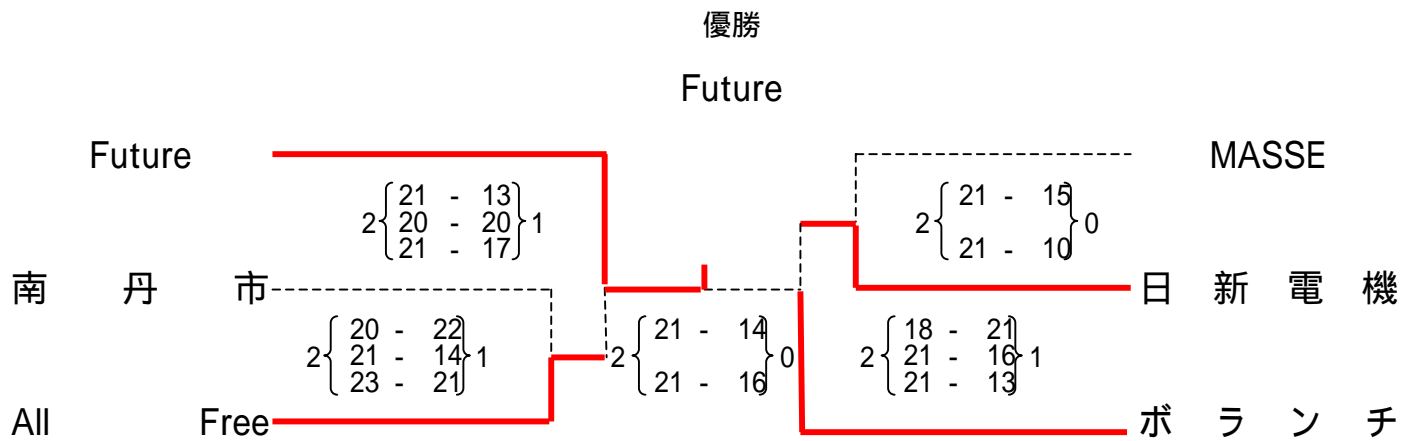 優勝
Future
Future
MASSE
21 - 13
2 20 - 20 1
21 - 17
21 - 15
2 0
21 - 10
南丹市
日新電機
20 - 22
2 21 - 14 1
23 - 21
21 - 14
2 0
21 - 16
18 - 21
2 21 - 16 1
21 - 13
All Free
ボランチ